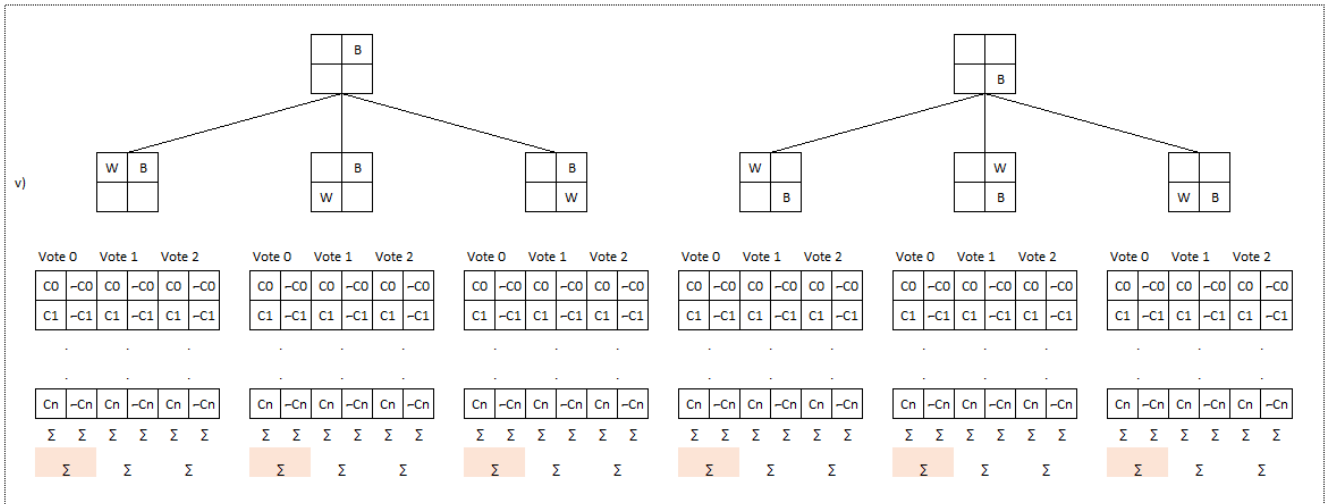 B
B
W B B B W W
v)
W W B B B W B
Vote 0 Vote 1 Vote 2 Vote 0 Vote 1 Vote 2 Vote 0 Vote 1 Vote 2 Vote 0 Vote 1 Vote 2 Vote 0 Vote 1 Vote 2 Vote 0 Vote 1 Vote 2
C0 ~C0 C0 ~C0 C0 ~C0 C0 ~C0 C0 ~C0 C0 ~C0 C0 ~C0 C0 ~C0 C0 ~C0 C0 ~C0 C0 ~C0 C0 ~C0 C0 ~C0 C0 ~C0 C0 ~C0 C0 ~C0 C0 ~C0 C0 ~C0
C1 ~C1 C1 ~C1 C1 ~C1 C1 ~C1 C1 ~C1 C1 ~C1 C1 ~C1 C1 ~C1 C1 ~C1 C1 ~C1 C1 ~C1 C1 ~C1 C1 ~C1 C1 ~C1 C1 ~C1 C1 ~C1 C1 ~C1 C1 ~C1
. . . . . . . . . . . . . . . . . .
. . . . . . . . . . . . . . . . . .
Cn ~Cn Cn ~Cn Cn ~Cn Cn ~Cn Cn ~Cn Cn ~Cn Cn ~Cn Cn ~Cn Cn ~Cn Cn ~Cn Cn ~Cn Cn ~Cn Cn ~Cn Cn ~Cn Cn ~Cn Cn ~Cn Cn ~Cn Cn ~Cn
Σ Σ Σ Σ Σ Σ Σ Σ Σ Σ Σ Σ Σ Σ Σ Σ Σ Σ Σ Σ Σ Σ Σ Σ Σ Σ Σ Σ Σ Σ Σ Σ Σ Σ Σ Σ
Σ Σ Σ Σ Σ Σ Σ Σ Σ Σ Σ Σ Σ Σ Σ Σ Σ Σ